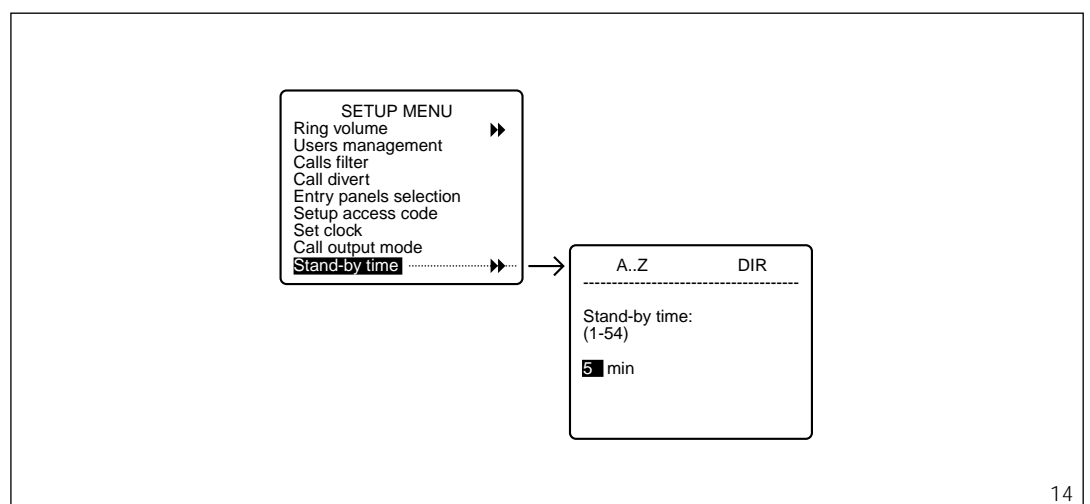 SETUP MENU
Ring volume
Users management
Calls filter
Call divert
Entry panels selection
Setup access code
Set clock
Call output mode
Stand-by time
A..Z DIR
Stand-by time:
(1-54)
5 min
14